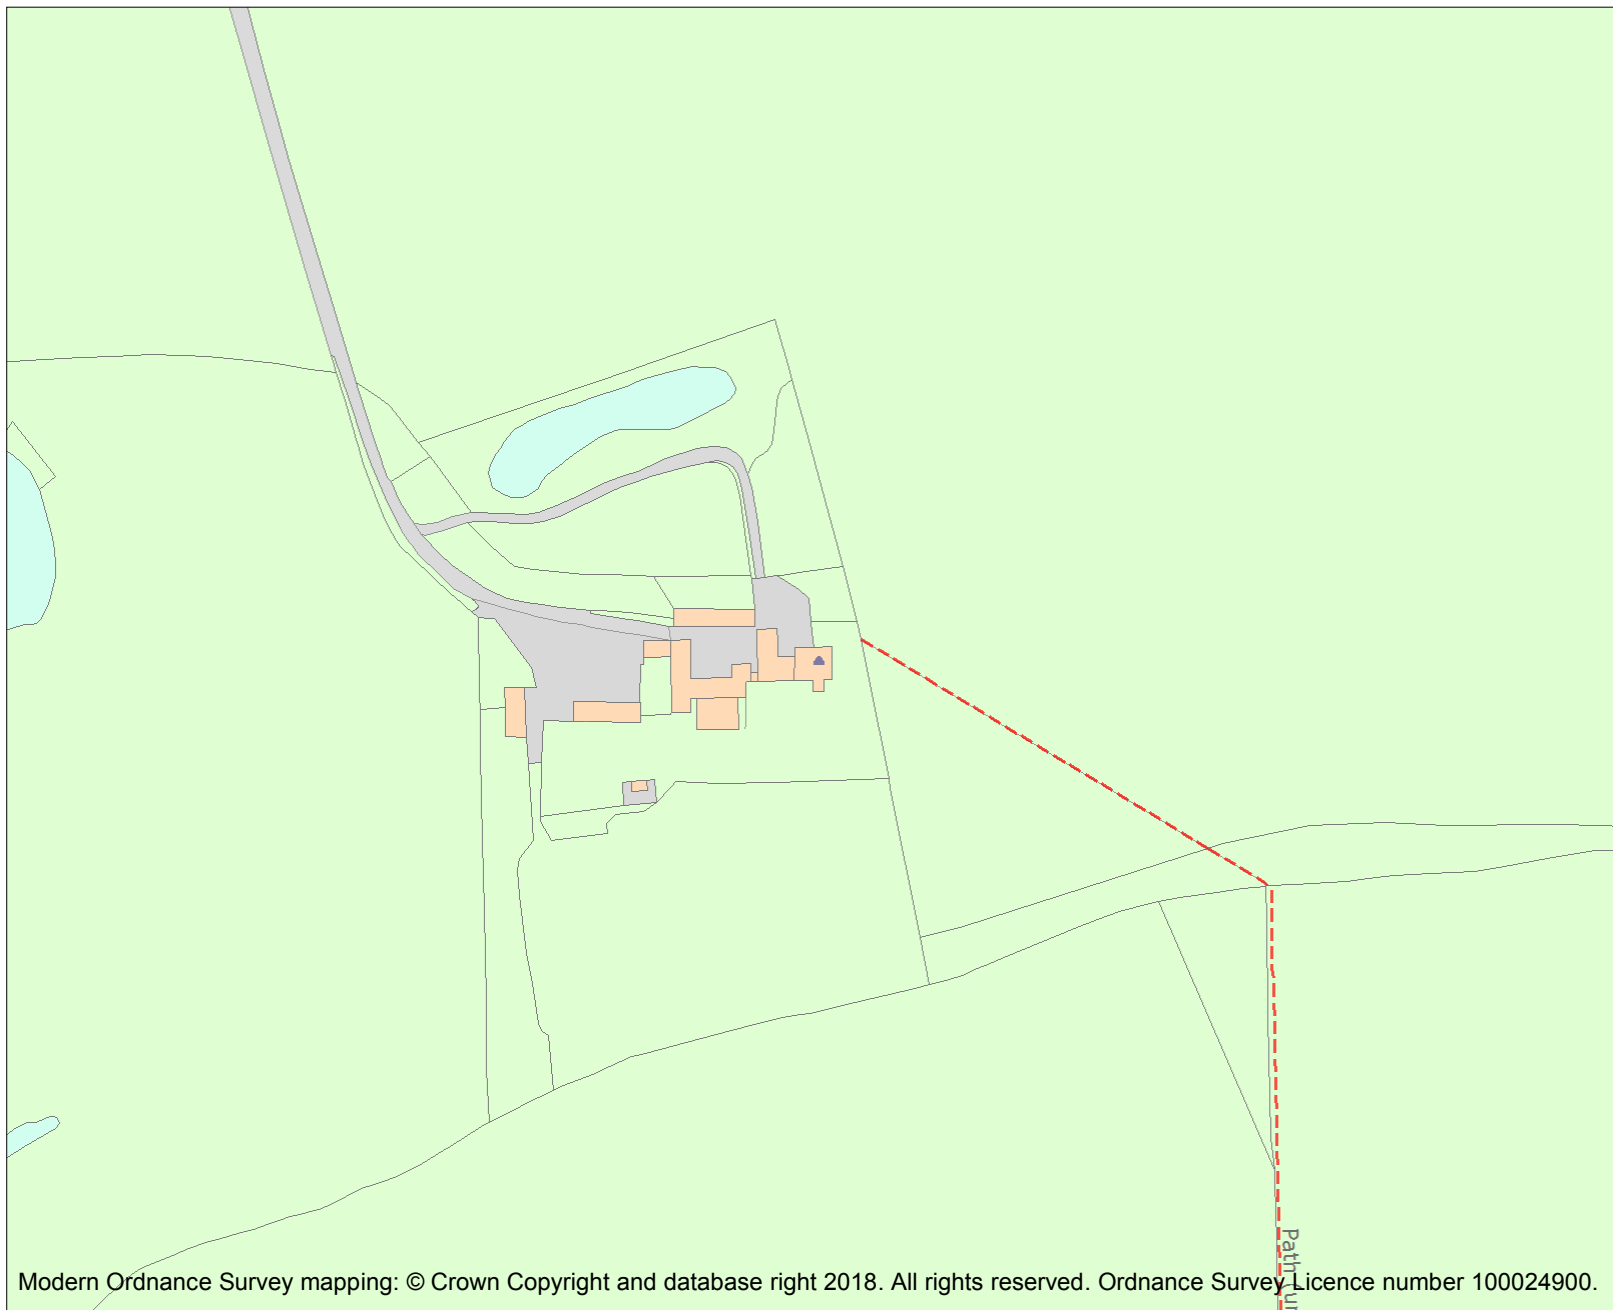 Path (u
Modern Ordnance Survey mapping: © Crown Copyright and database right 2018. All rights reserved. Ordnance Survey Licence number 100024900.